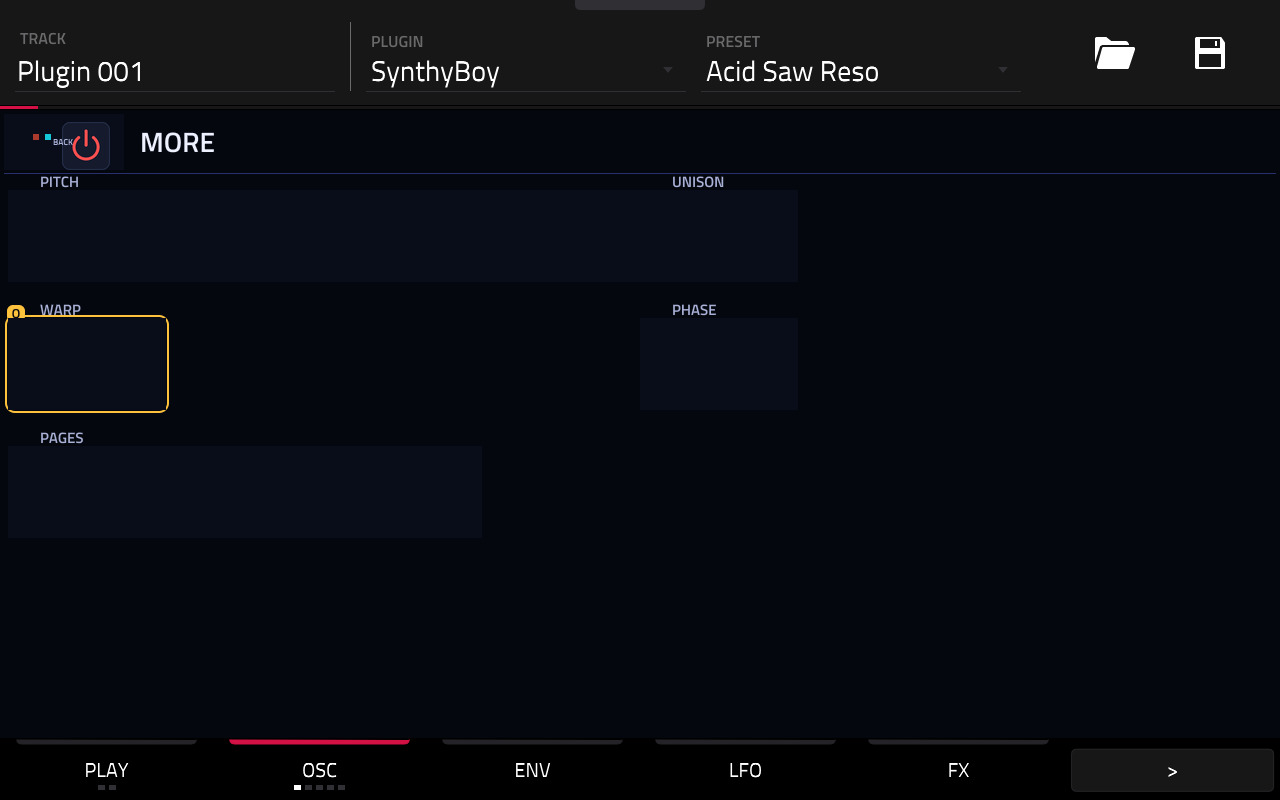 TRACK
Plugin 001
PLUGIN
SynthyBoy
PRESET
Acid Saw Reso
BACK
MORE
PITCH
UNISON
Q
WARP
PHASE
PAGES
PLAY
OSC
ENV
LFO
FX
>